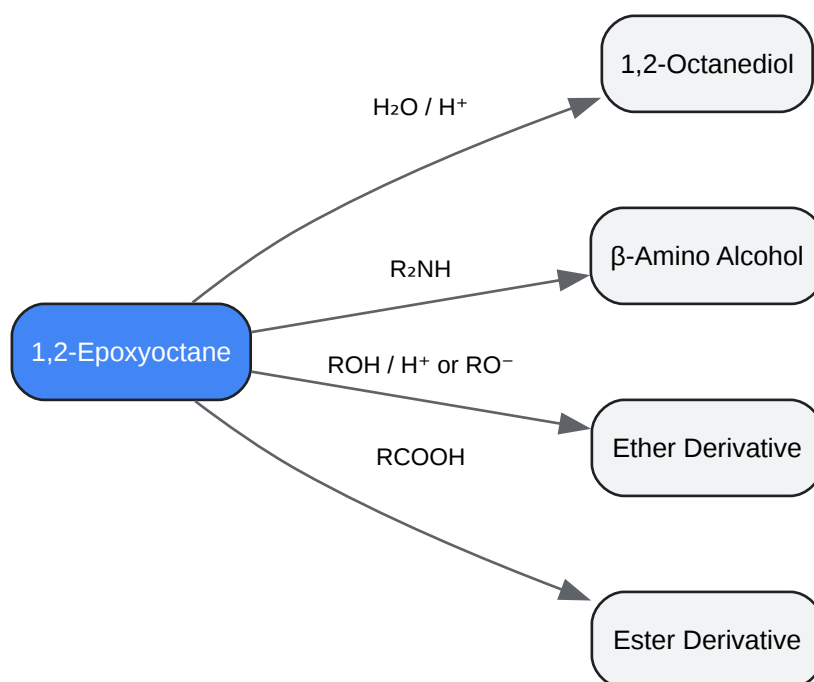 1,2-Octanediol
H₂O / H⁺
β-Amino Alcohol
R₂NH
1,2-Epoxyoctane
ROH / H⁺ or RO⁻
Ether Derivative
RCOOH
Ester Derivative